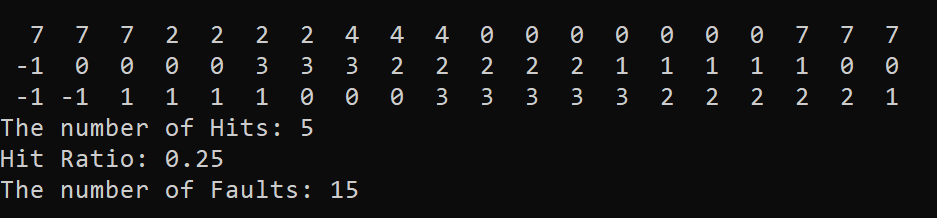 7 7 7 2 2 2 2 4 4 4 0 0 0 0 0 0 0 7 7 7
-1 0 0 0 0 3 3 3 2 2 2 2 2 1 1 1 1 1 0 0
-1 -1 1 1 1 1 0 0 0 3 3 3 3 3 2 2 2 2 2 1
The number of Hits: 5
Hit Ratio: 0.25
The number of Faults: 15